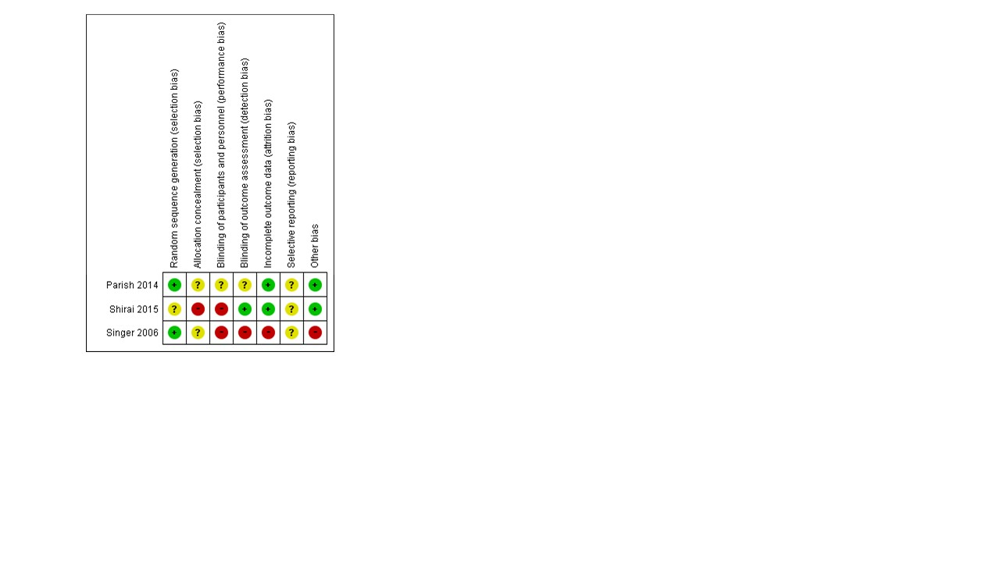 Random sequence generation (selection bias)
Allocation concealment (selection bias)
Blinding of participants and personnel (performance bias)
Blinding of outcome assessment (detection bias)
Incomplete outcome data (attrition bias)
Selective reporting (reporting bias)
Other bias
Parish 2014 + ? ? ? + ? +
Shirai 2015 ? - - + + ? +
Singer 2006 + ? - - - ? -